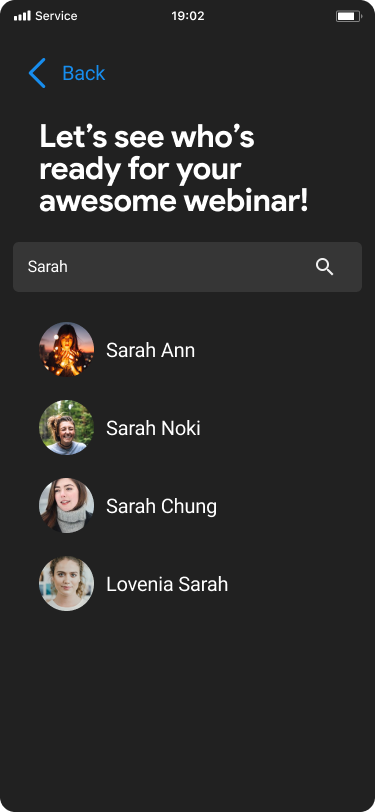 Service
19:02
Back
Let’s see who’s
ready for your
awesome webinar!
Sarah
Sarah Ann
Sarah Noki
Sarah Chung
Lovenia Sarah